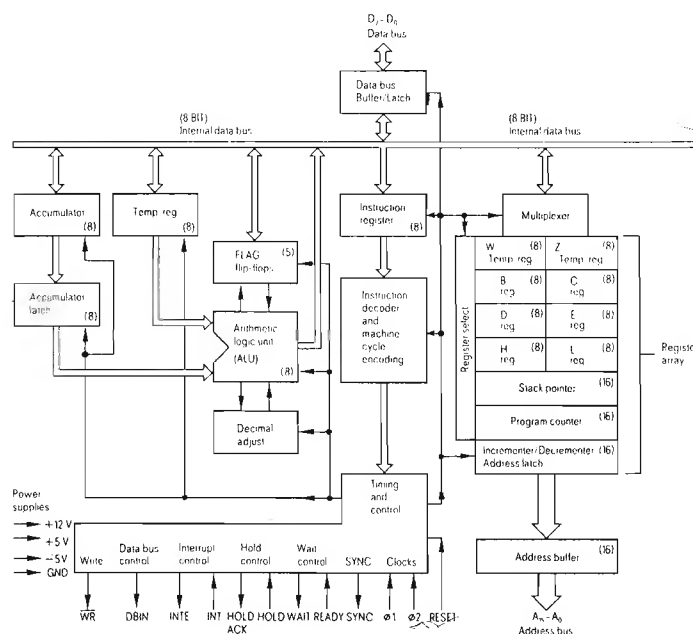 D7-D0
Data bus
Data bus
Buffer/Latch
(8 BIT)
Internal data bus
(8 BIT)
Internal data bus
Accumulator
(8)
Temp reg.
(8)
Instruction
register
(8)
Multiplexer
FLAG (5)
flip-flops
W (8)
Temp reg
Z (8)
Temp reg.
Accumulator
latch
(8)
Instruction
decoder
and
machine
cycle
encoding
B (8)
reg
C (8)
reg
Arithmetic
logic unit
(ALU)
(8)
D (8)
reg
E (8)
reg
H (8)
reg
L (8)
reg
Register select
Register
array
Stack pointer (16)
Program counter (16)
Decimal
adjust
Incrementer/Decrementer (16)
Address latch
Timing
and
control
Power
supplies
+12 V
+5 V
−5 V
GND
Write
Data bus
control
Interrupt
control
Hold
control
Wait
control
SYNC
Clocks
Address buffer (16)
WR DBIN INTE INT HOLD HOLD WAIT READY SYNC ø1 ø2 RESET
ACK
Address bus